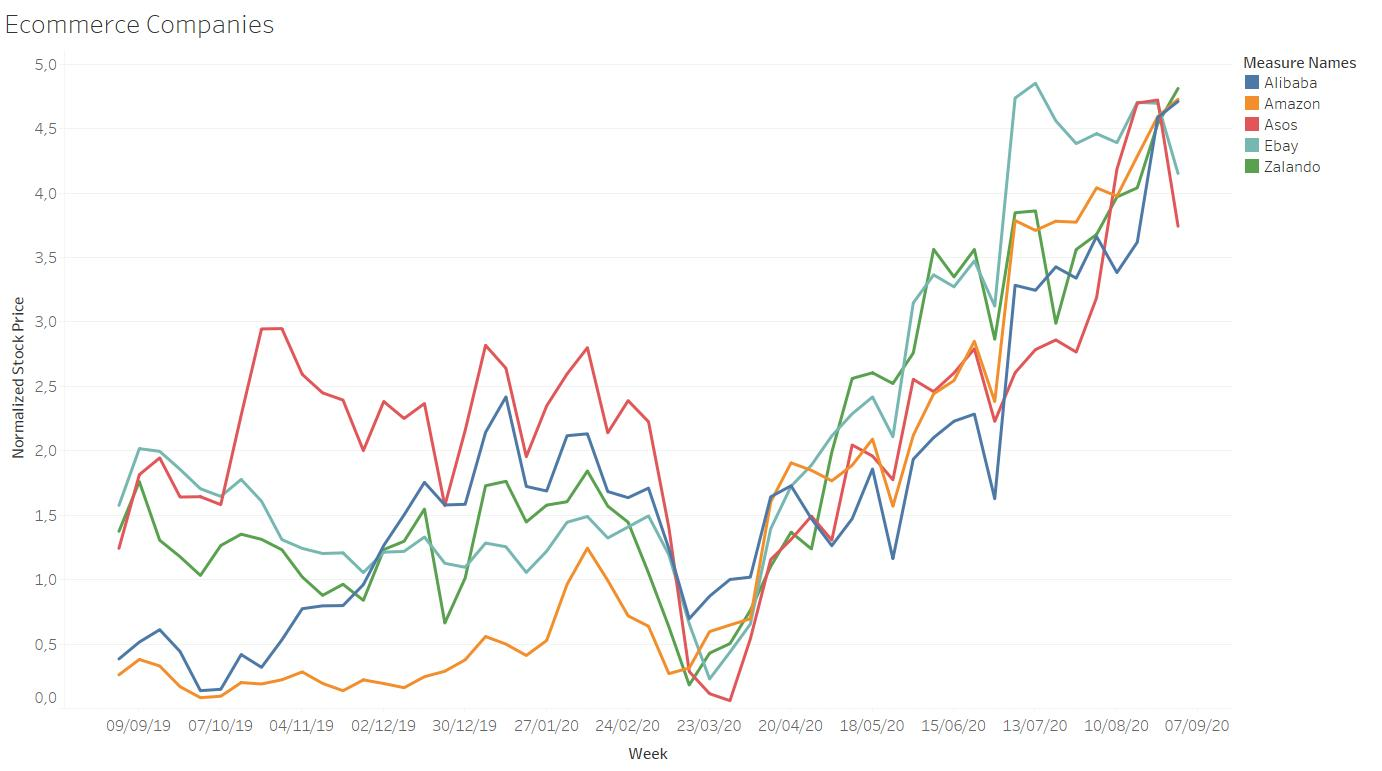 Ecommerce Companies
Measure Names
Alibaba
Amazon
Asos
Ebay
Zalando
Normalized Stock Price
5,0
4,5
4,0
3,5
3,0
2,5
2,0
1,5
1,0
0,5
0,0
09/09/19 07/10/19 04/11/19 02/12/19 30/12/19 27/01/20 24/02/20 23/03/20 20/04/20 18/05/20 15/06/20 13/07/20 10/08/20 07/09/20
Week